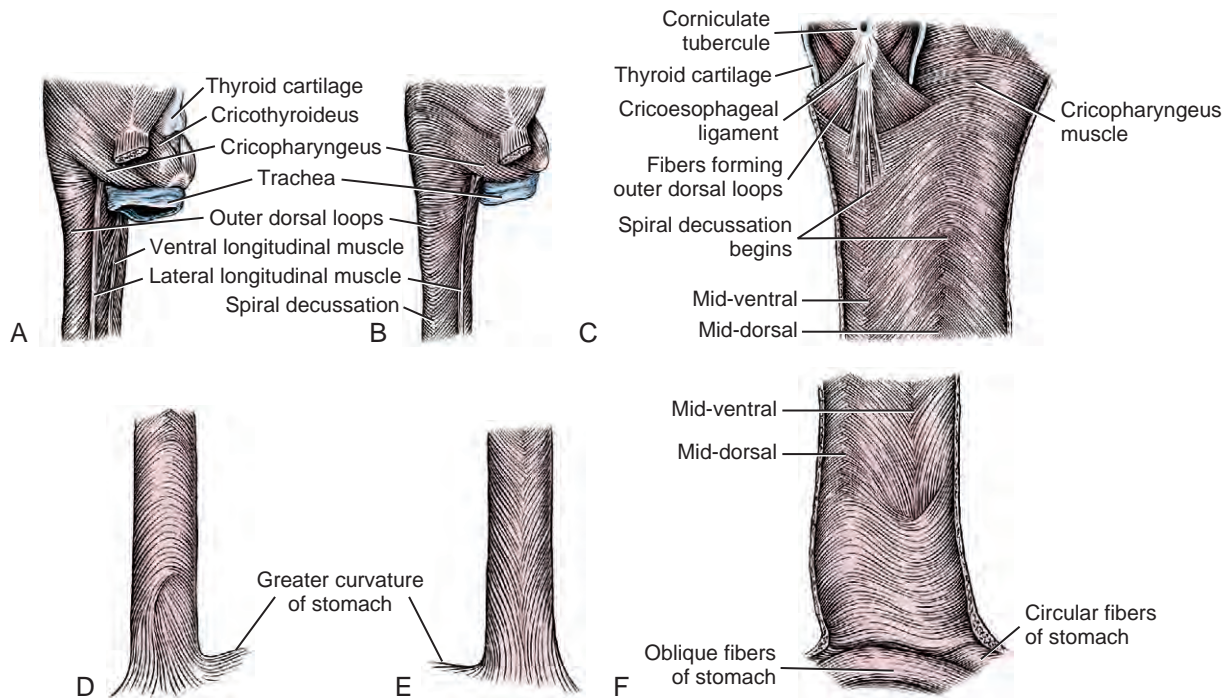 Thyroid cartilage
Cricothyroideus
Cricopharyngeus
Trachea
Outer dorsal loops
Ventral longitudinal muscle
Lateral longitudinal muscle
Spiral decussation
A
B
Corniculate
tubercule
Thyroid cartilage
Cricoesophageal
ligament
Fibers forming
outer dorsal loops
Spiral decussation
begins
Mid-ventral
Mid-dorsal
Cricopharyngeus
muscle
C
Greater curvature
of stomach
D
E
Mid-ventral
Mid-dorsal
Oblique fibers
of stomach
Circular fibers
of stomach
F